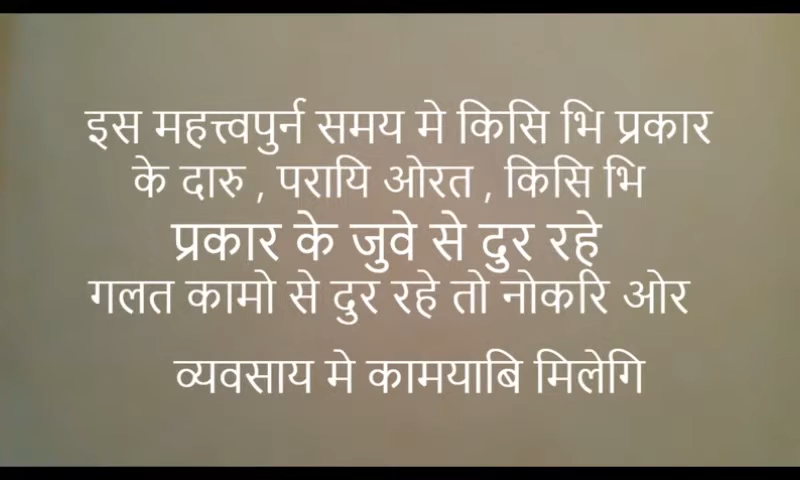 इस महत्त्वपुर्न समय मे किसि भि प्रकार
के दारु , परायि ओरत , किसि भि
प्रकार के जुवे से दुर रहे
गलत कामो से दुर रहे तो नोकरि ओर
व्यवसाय मे कामयाबि मिलेगि